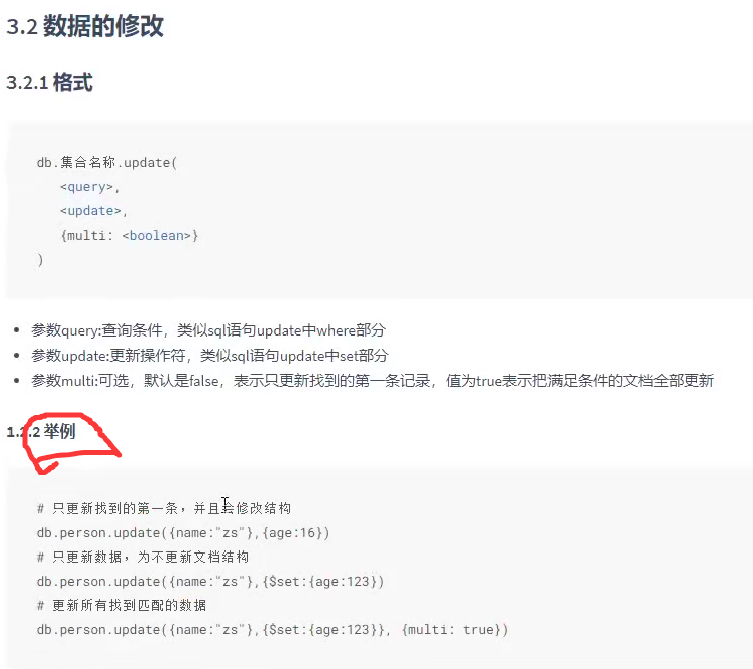 3.2 数据的修改
3.2.1 格式
db.集合名称.update(
<query>,
<update>,
{multi: <boolean>}
)
参数query:查询条件，类似sql语句update中where部分
参数update:更新操作符，类似sql语句update中set部分
参数multi:可选，默认是false，表示只更新找到的第一条记录，值为true表示把满足条件的文档全部更新
1.2.2 举例
# 只更新找到的第一条，并且会修改结构
db.person.update({name:"zs"},{age:16})
# 只更新数据，为不更新文档结构
db.person.update({name:"zs"},{$set:{age:123})
# 更新所有找到匹配的数据
db.person.update({name:"zs"},{$set:{age:123}}, {multi: true})